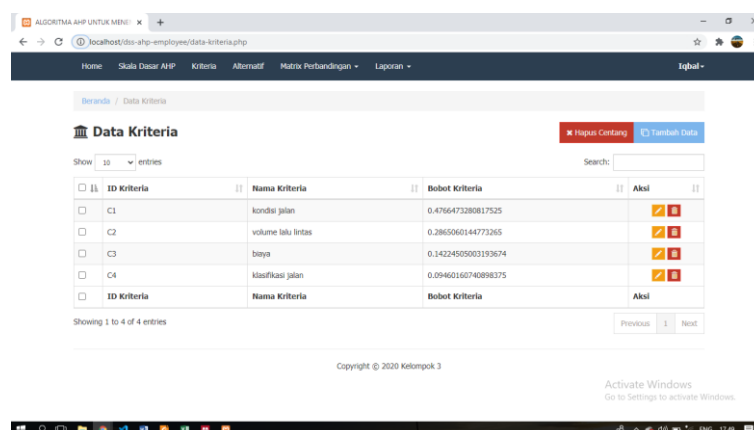 ALGORITMA AHP UNTUK MENE
localhost/dss-ahp-employee/data-kriteria.php
Home Skala Dasar AHP Kriteria Alternatif Matrix Perbandingan Laporan Iqbal
Beranda / Data Kriteria
Data Kriteria
Hapus Centang Tambah Data
Show 10 entries Search:
ID Kriteria Nama Kriteria Bobot Kriteria Aksi
C1 kondisi jalan 0.4766473280817525
C2 volume lalu lintas 0.2865060144773265
C3 biaya 0.14224505003193674
C4 klasifikasi jalan 0.09460160740898375
ID Kriteria Nama Kriteria Bobot Kriteria Aksi
Showing 1 to 4 of 4 entries Previous 1 Next
Copyright © 2020 Kelompok 3
Activate Windows
Go to Settings to activate Windows.
ENG 17.49